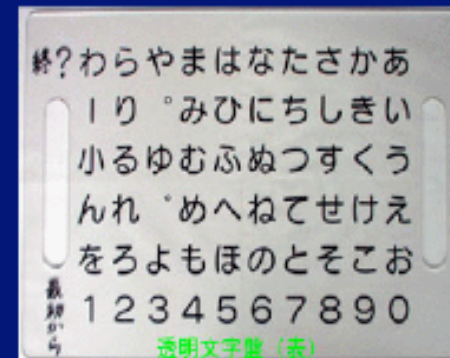 終?わらやまはなたさかあ
ーり゜みひにちしきい
小るゆむふぬつすくう
んれ゛めへねてせけえ
をろよもほのとそこお
最初から
1234567890
透明文字盤(表)